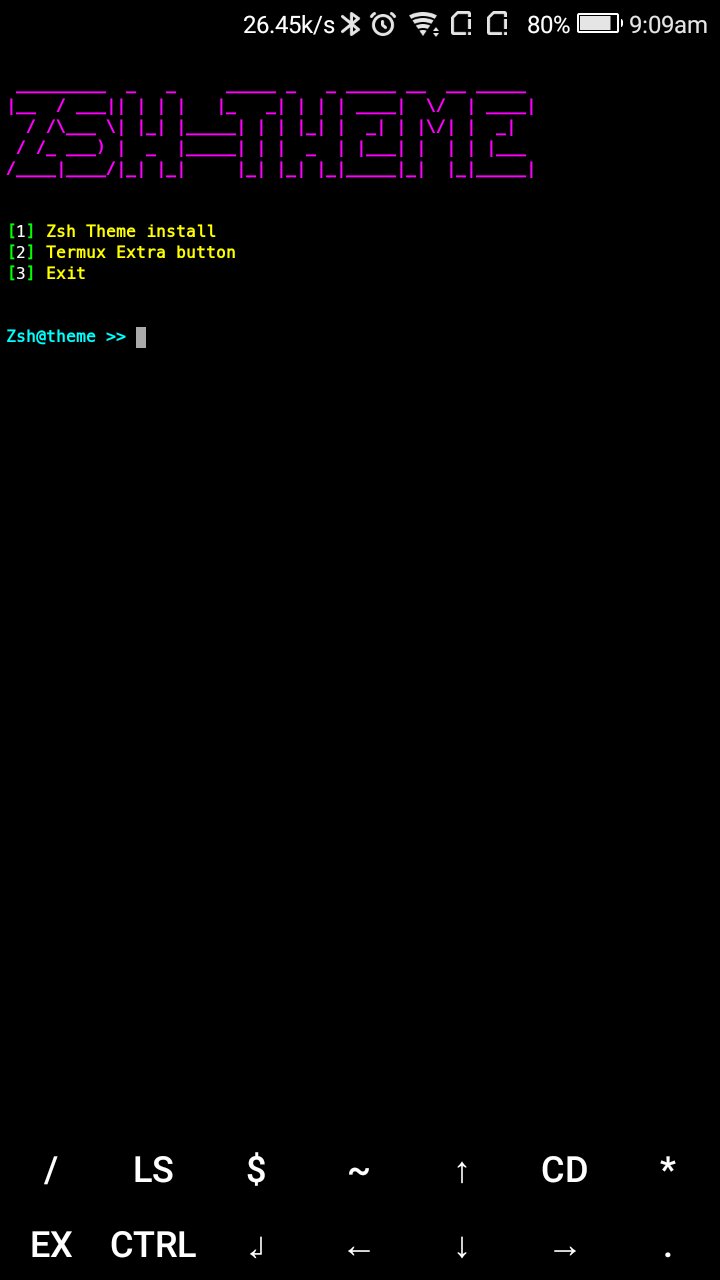 26.45k/s 80% 9:09am
ZSH-THEME
[1] Zsh Theme install
[2] Termux Extra button
[3] Exit
Zsh@theme >>
/ LS $ ~ ↑ CD *
EX CTRL ↲ ← ↓ → .